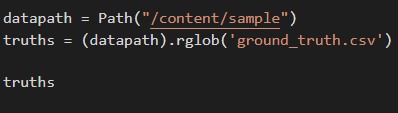 datapath = Path("/content/sample")
truths = (datapath).rglob('ground_truth.csv')
truths